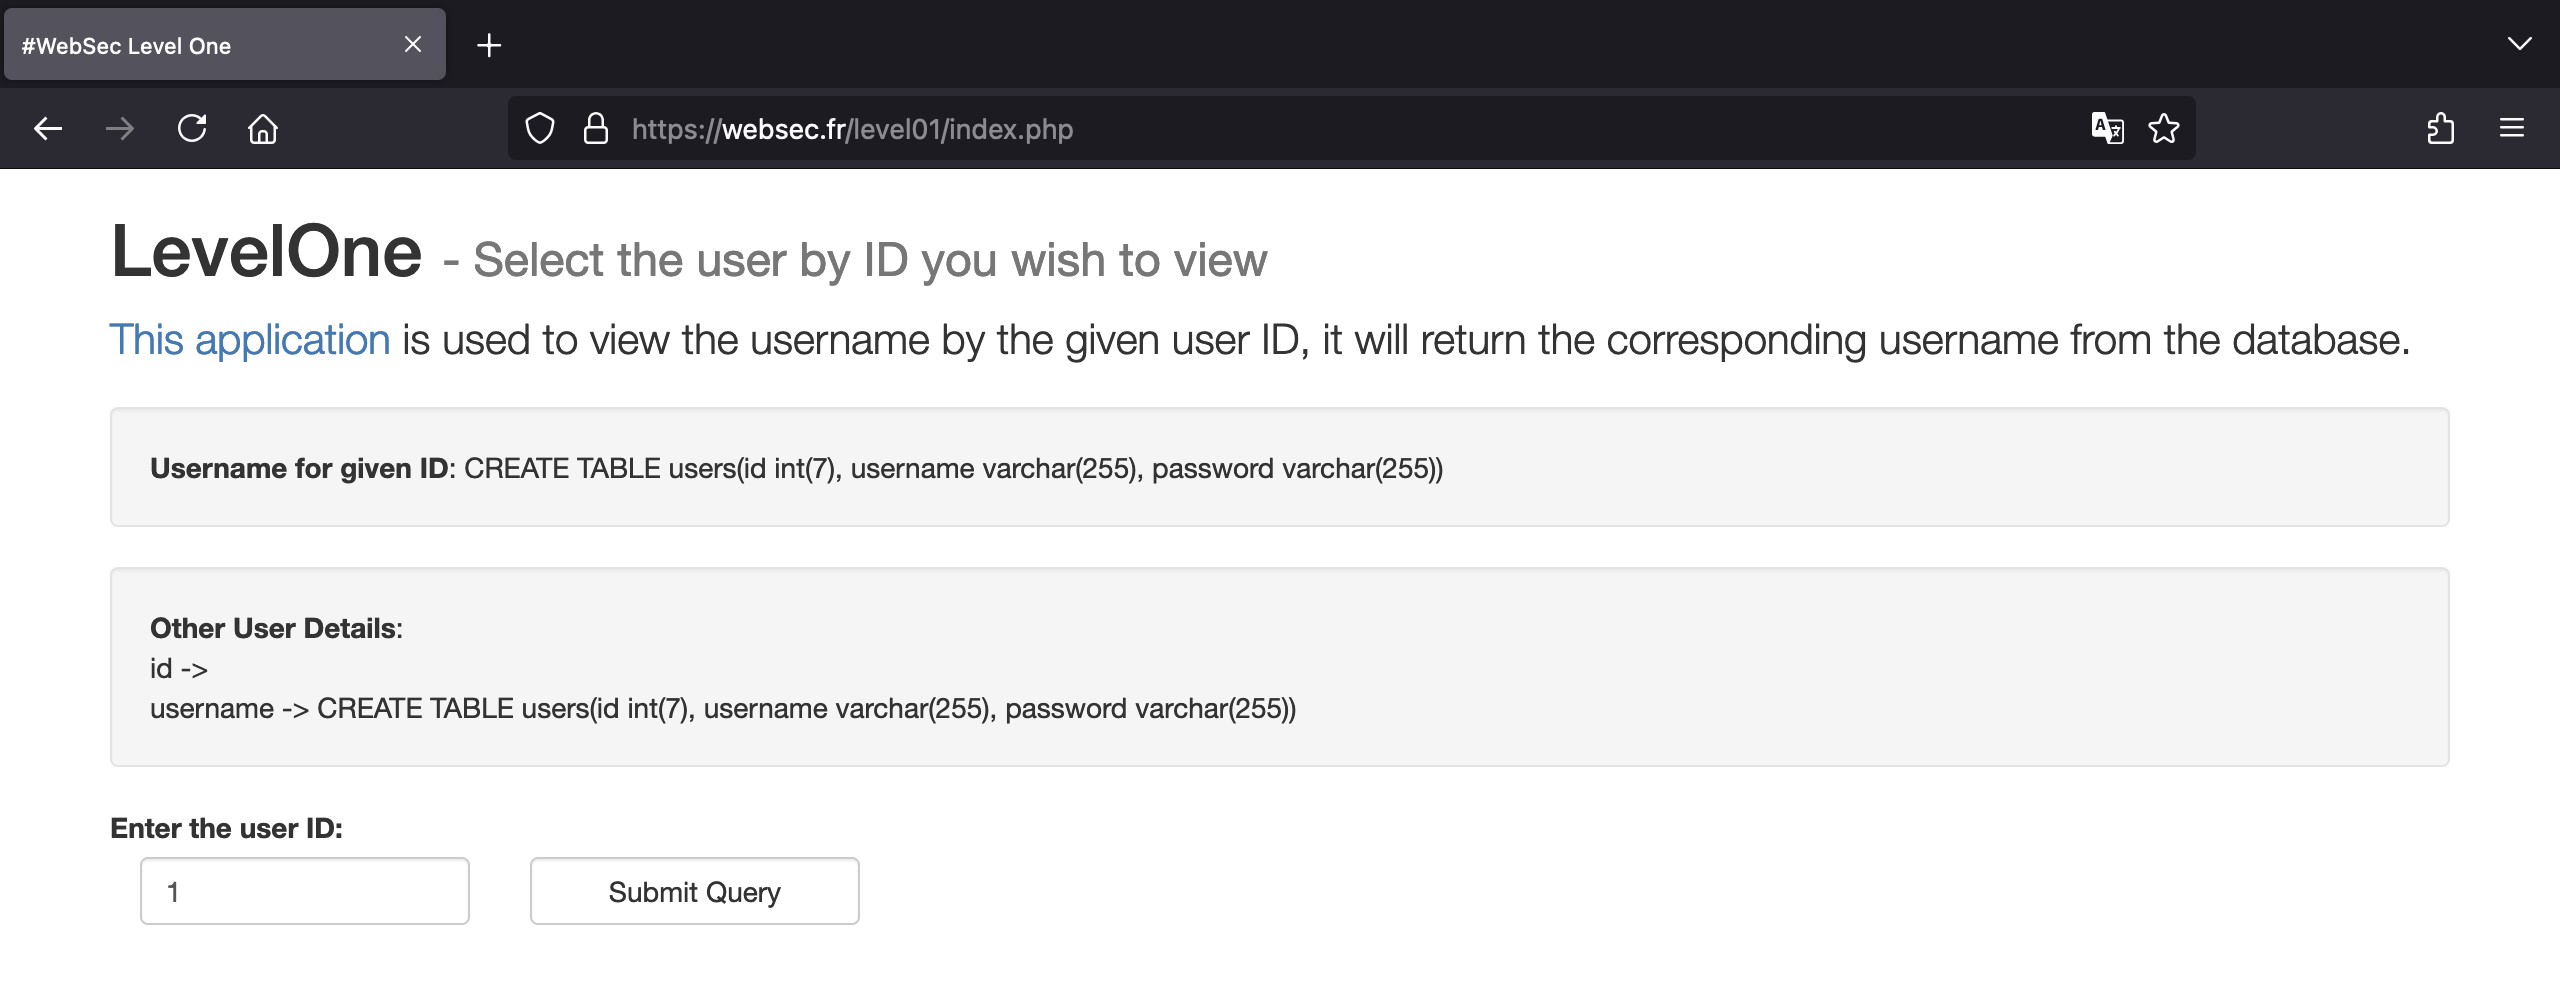 #WebSec Level One
https://websec.fr/level01/index.php
LevelOne - Select the user by ID you wish to view
This application is used to view the username by the given user ID, it will return the corresponding username from the database.
Username for given ID: CREATE TABLE users(id int(7), username varchar(255), password varchar(255))
Other User Details:
id ->
username -> CREATE TABLE users(id int(7), username varchar(255), password varchar(255))
Enter the user ID:
1 Submit Query